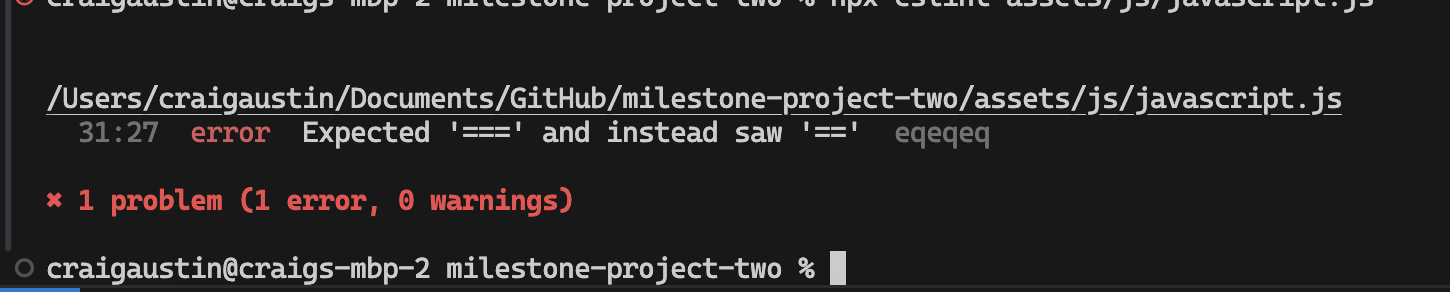 craigaustin@craigs-mbp-2 milestone-project-two % npx eslint assets/js/javascript.js
/Users/craigaustin/Documents/GitHub/milestone-project-two/assets/js/javascript.js
31:27 error Expected '===' and instead saw '==' eqeqeq
✖ 1 problem (1 error, 0 warnings)
craigaustin@craigs-mbp-2 milestone-project-two %